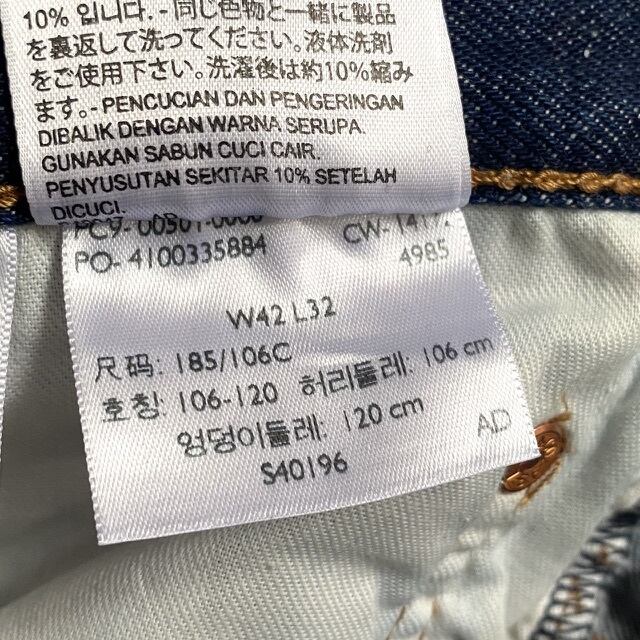 10% 입니다. - 同じ色物と一緒に製品
を裏返して洗ってください。液体洗剤
をご使用下さい。洗濯後は約10%縮み
ます。- PENCUCIAN DAN PENGERINGAN
DIBALIK DENGAN WARNA SERUPA.
GUNAKAN SABUN CUCI CAIR.
PENYUSUTAN SEKITAR 10% SETELAH
DICUCI.
PC9- 00501-0000
PO- 4100335884
4985
W42 L32
尺码: 185/106C
호칭: 106-120 허리둘레: 106 cm
엉덩이둘레: 120 cm
S40196
AD